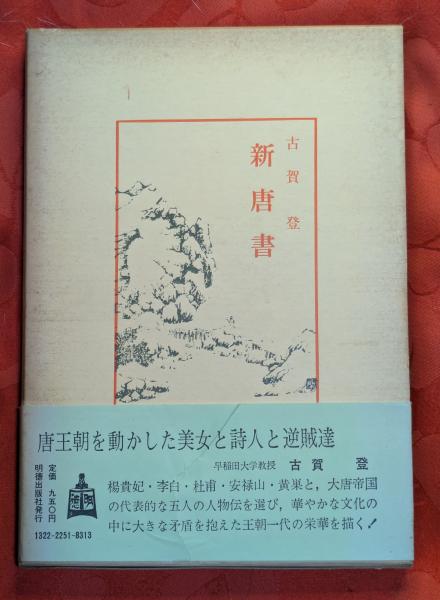 古賀登
新唐書
唐王朝を動かした美女と詩人と逆賊達
早稲田大学教授 古賀 登
楊貴妃・李白・杜甫・安禄山・黄巣と，大唐帝国
の代表的な五人の人物伝を選び，華やかな文化の
中に大きな矛盾を抱えた王朝一代の栄華を描く！
定価 九五〇円
明徳出版社発行
1322-2251-8313